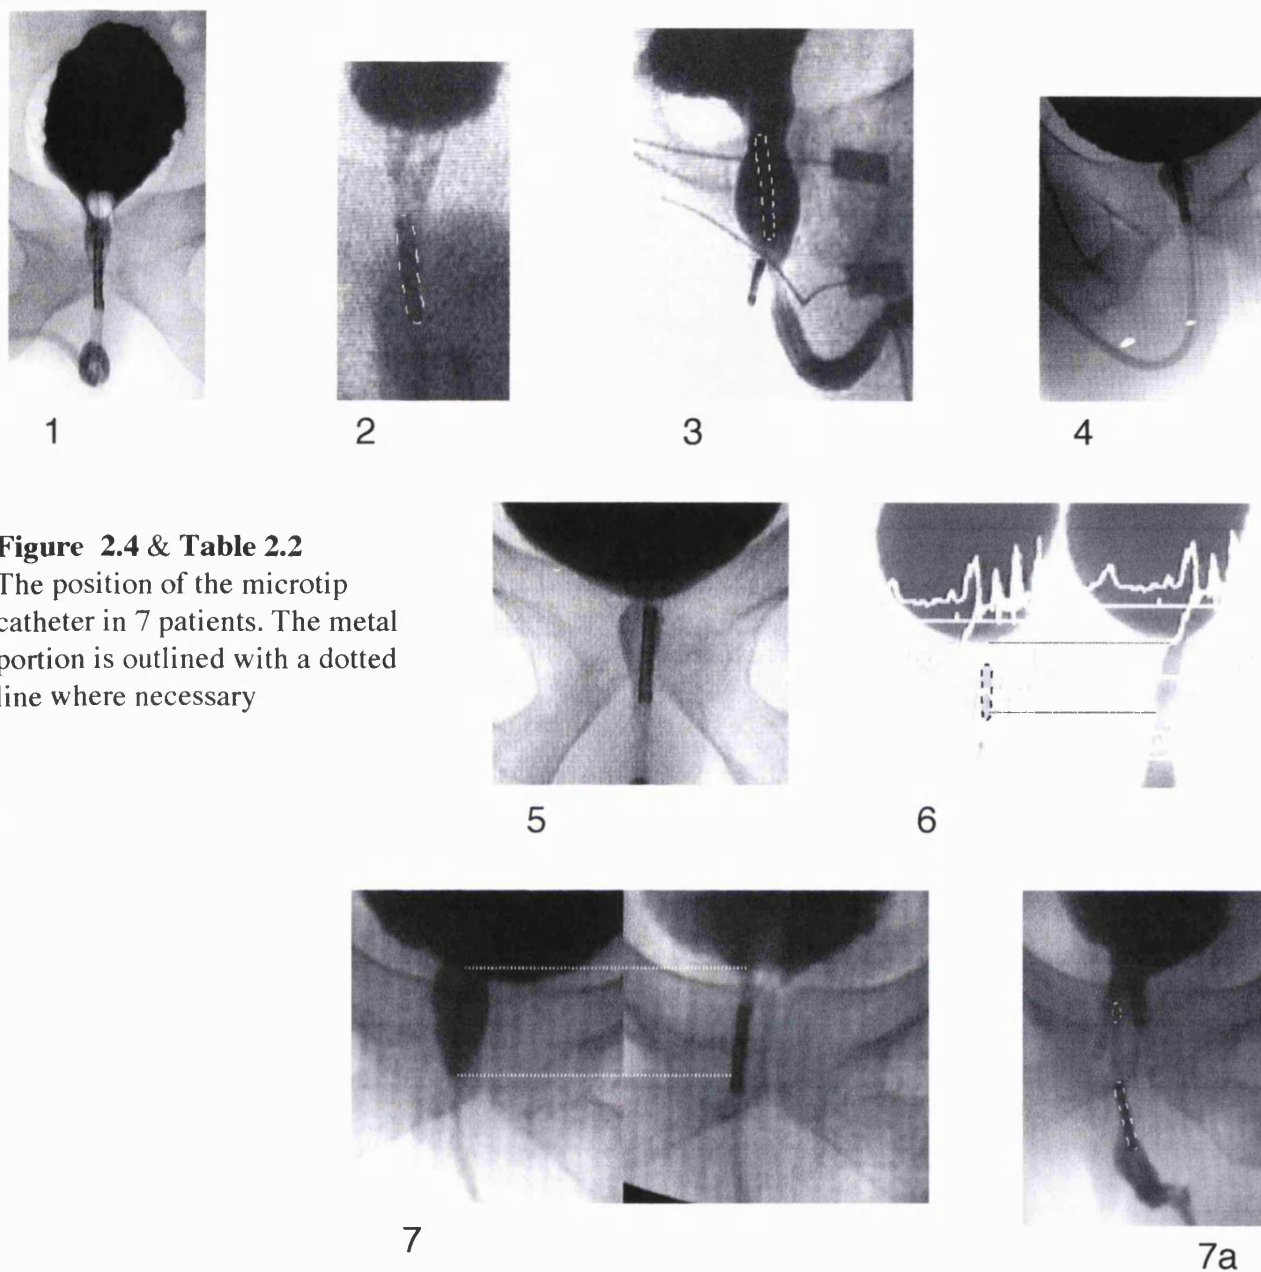 1
2
3
4
Figure 2.4 & Table 2.2
The position of the microtip
catheter in 7 patients. The metal
portion is outlined with a dotted
line where necessary
5
6
7
7a